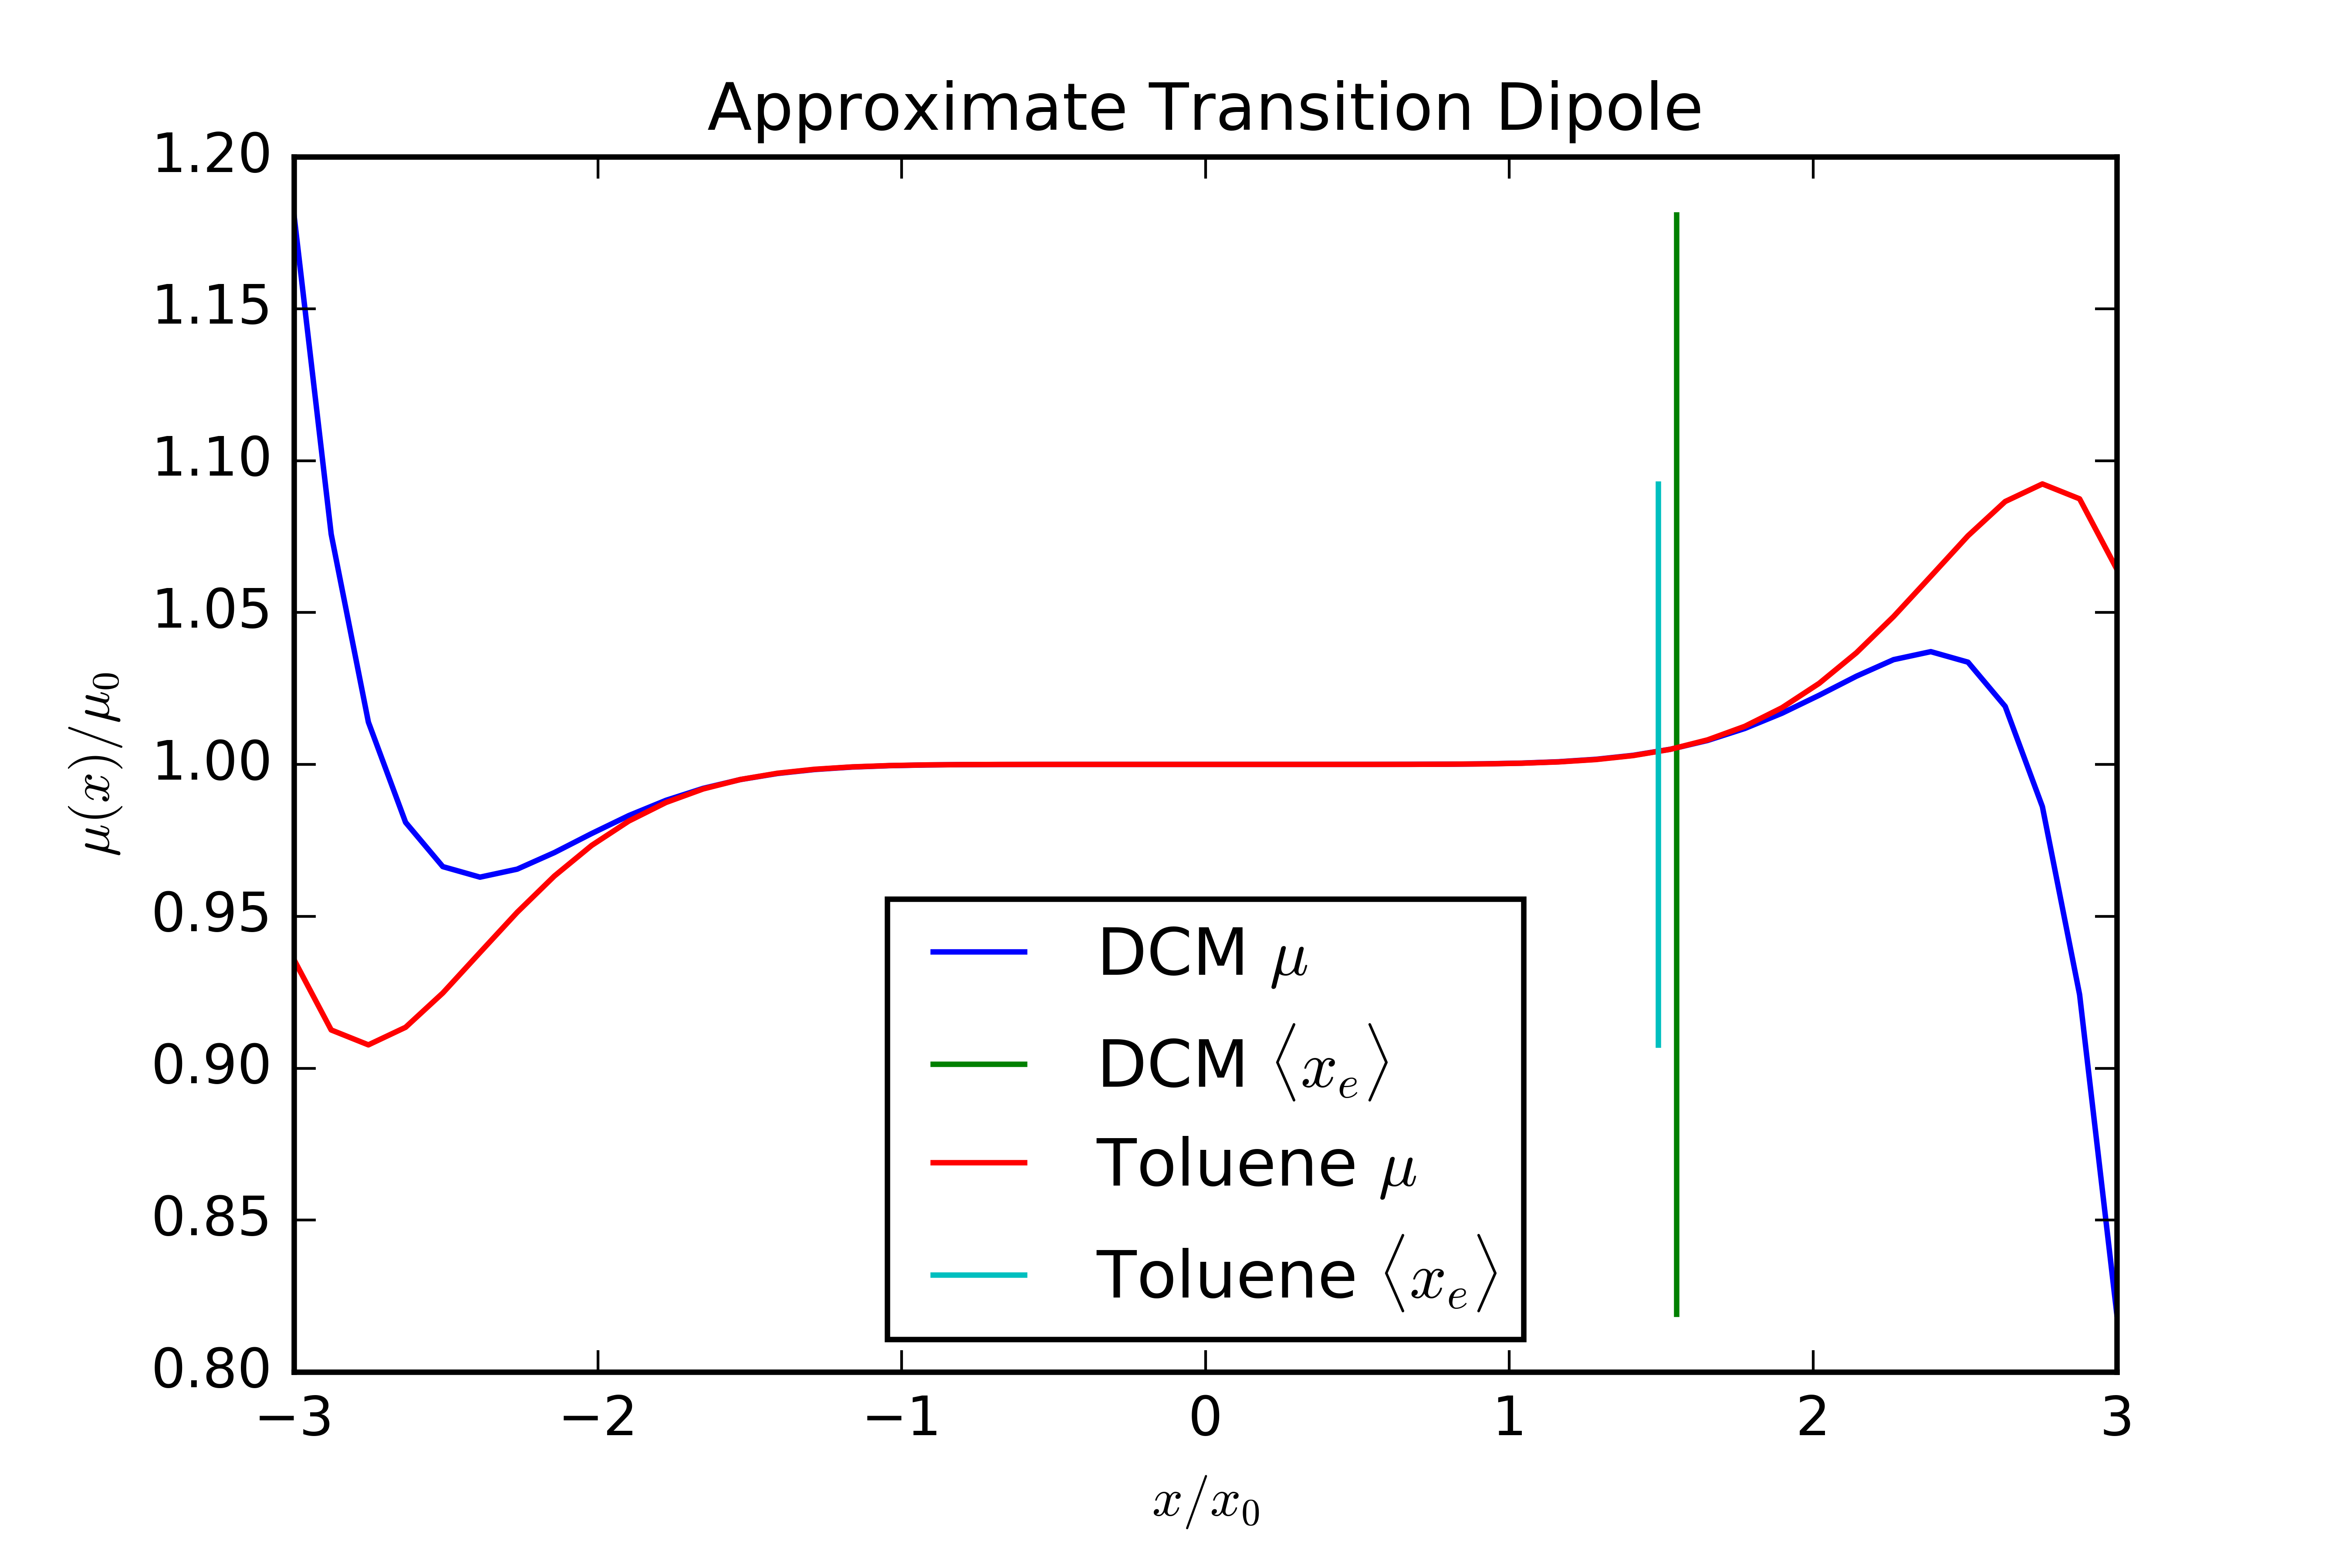 Approximate Transition Dipole
1.20
1.15
1.10
1.05
1.00
0.95
0.90
0.85
0.80
μ(x)/μ₀
DCM μ
DCM ⟨xₑ⟩
Toluene μ
Toluene ⟨xₑ⟩
−3 −2 −1 0 1 2 3
x/x₀